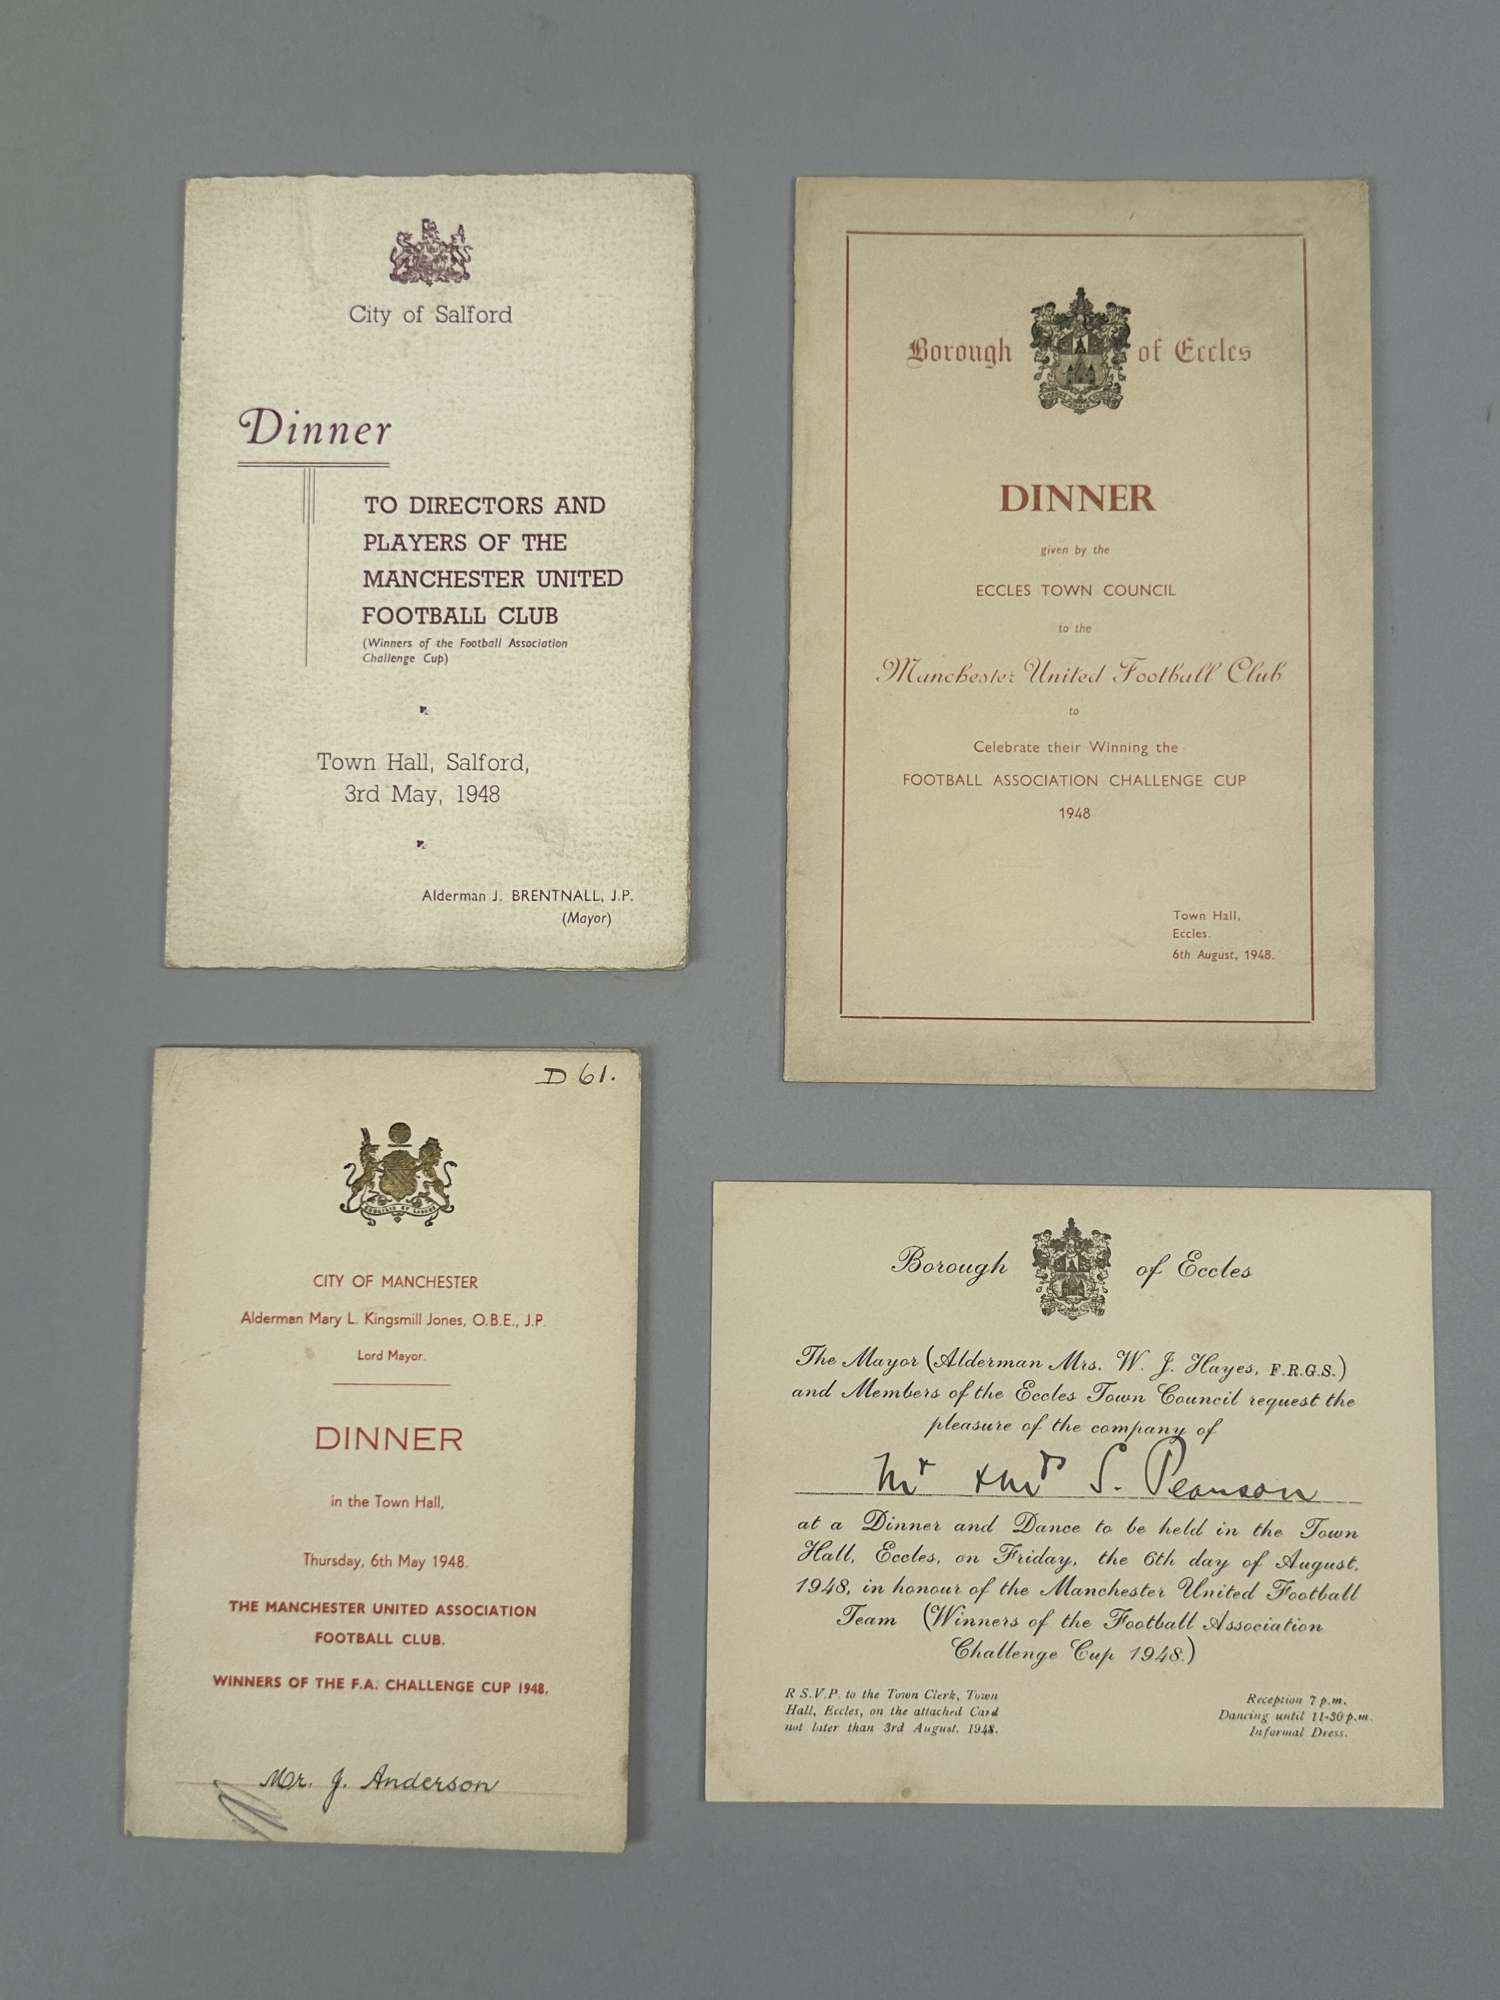 City of Salford
Dinner
TO DIRECTORS AND
PLAYERS OF THE
MANCHESTER UNITED
FOOTBALL CLUB
(Winners of the Football Association
Challenge Cup)
Town Hall, Salford,
3rd May, 1948
Alderman J. BRENTNALL, J.P.
(Mayor)
Borough of Eccles
DINNER
given by the
ECCLES TOWN COUNCIL
to the
Manchester United Football Club
to
Celebrate their Winning the
FOOTBALL ASSOCIATION CHALLENGE CUP
1948
Town Hall,
Eccles.
6th August, 1948.
D 61.
CITY OF MANCHESTER
Alderman Mary L. Kingsmill Jones, O.B.E., J.P.
Lord Mayor.
DINNER
in the Town Hall,
Thursday, 6th May 1948.
THE MANCHESTER UNITED ASSOCIATION
FOOTBALL CLUB.
WINNERS OF THE F.A. CHALLENGE CUP 1948.
Mr. J. Anderson
Borough of Eccles
The Mayor (Alderman Mrs. W. J. Hayes, F.R.G.S.)
and Members of the Eccles Town Council request the
pleasure of the company of
Mr & Mrs S. Pearson
at a Dinner and Dance to be held in the Town
Hall, Eccles, on Friday, the 6th day of August,
1948, in honour of the Manchester United Football
Team (Winners of the Football Association
Challenge Cup 1948.)
R.S.V.P. to the Town Clerk, Town
Hall, Eccles, on the attached Card
not later than 3rd August, 1948.
Reception 7 p.m.
Dancing until 11-30 p.m.
Informal Dress.